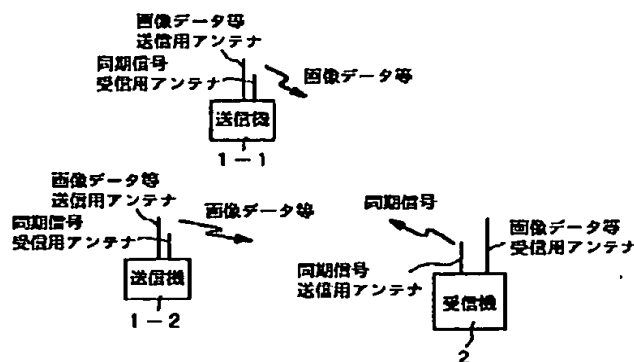 画像データ等
送信用アンテナ
同期信号
受信用アンテナ
画像データ等
送信機
1-1
画像データ等
送信用アンテナ
同期信号
受信用アンテナ
画像データ等
送信機
1-2
同期信号
画像データ等
受信用アンテナ
同期信号
送信用アンテナ
受信機
2